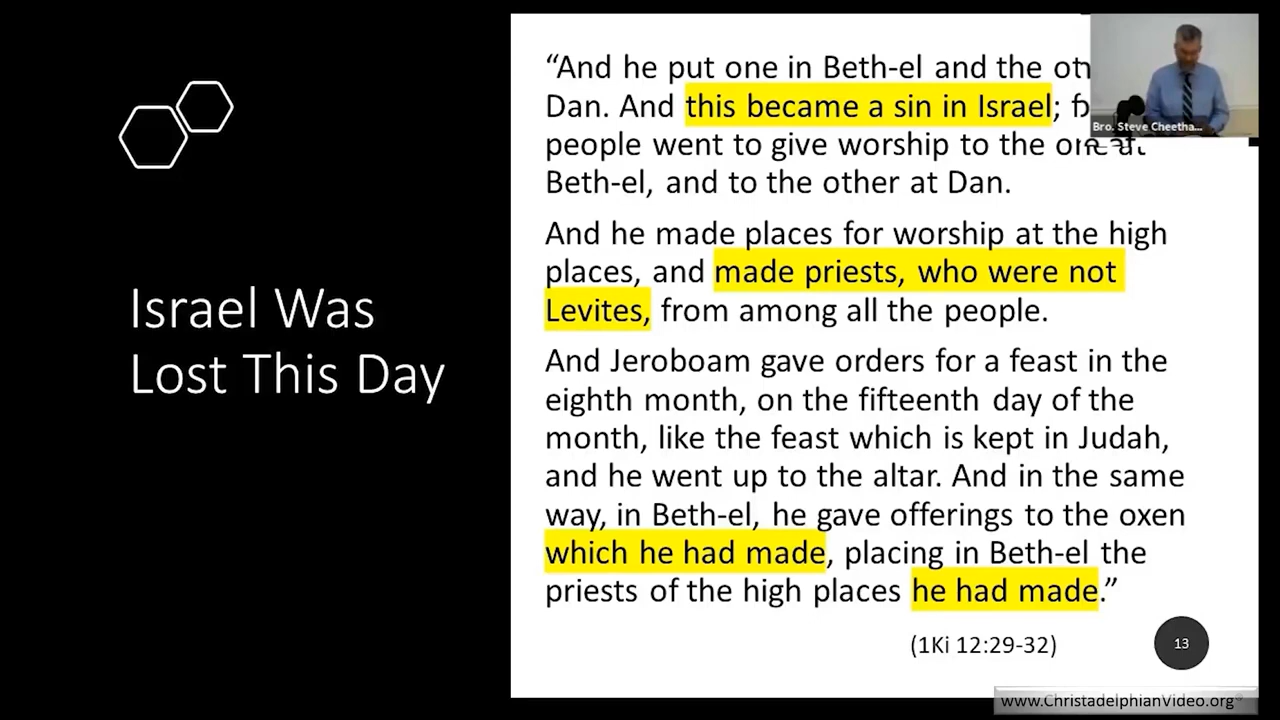 Israel Was
Lost This Day
“And he put one in Beth-el and the
Dan. And this became a sin in Israel;
people went to give worship to the one at
Beth-el, and to the other at Dan.
And he made places for worship at the high
places, and made priests, who were not
Levites, from among all the people.
And Jeroboam gave orders for a feast in the
eighth month, on the fifteenth day of the
month, like the feast which is kept in Judah,
and he went up to the altar. And in the same
way, in Beth-el, he gave offerings to the oxen
which he had made, placing in Beth-el the
priests of the high places he had made.”
(1Ki 12:29-32)
13
Bro. Steve Cheetha...
www.ChristadelphianVideo.org®